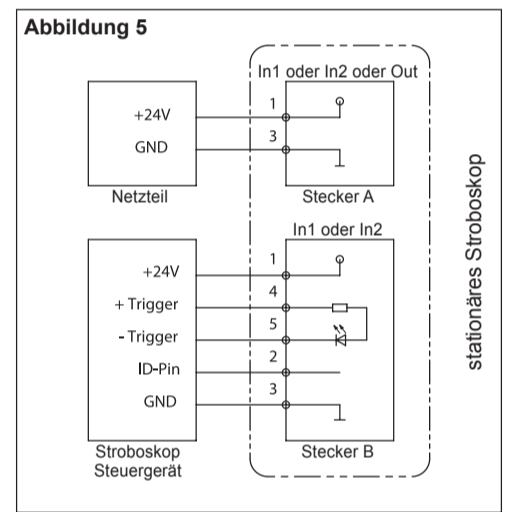 Abbildung 5
In1 oder In2 oder Out
+24V
1
GND
3
Netzteil
Stecker A
In1 oder In2
+24V
1
+ Trigger
4
- Trigger
5
ID-Pin
2
GND
3
Stroboskop
Steuergerät
Stecker B
stationäres Stroboskop